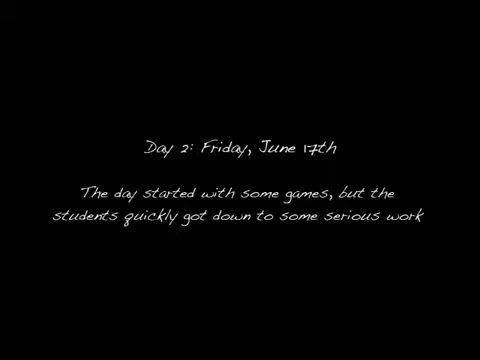 Day 2: Friday, June 17th
The day started with some games, but the
students quickly got down to some serious work